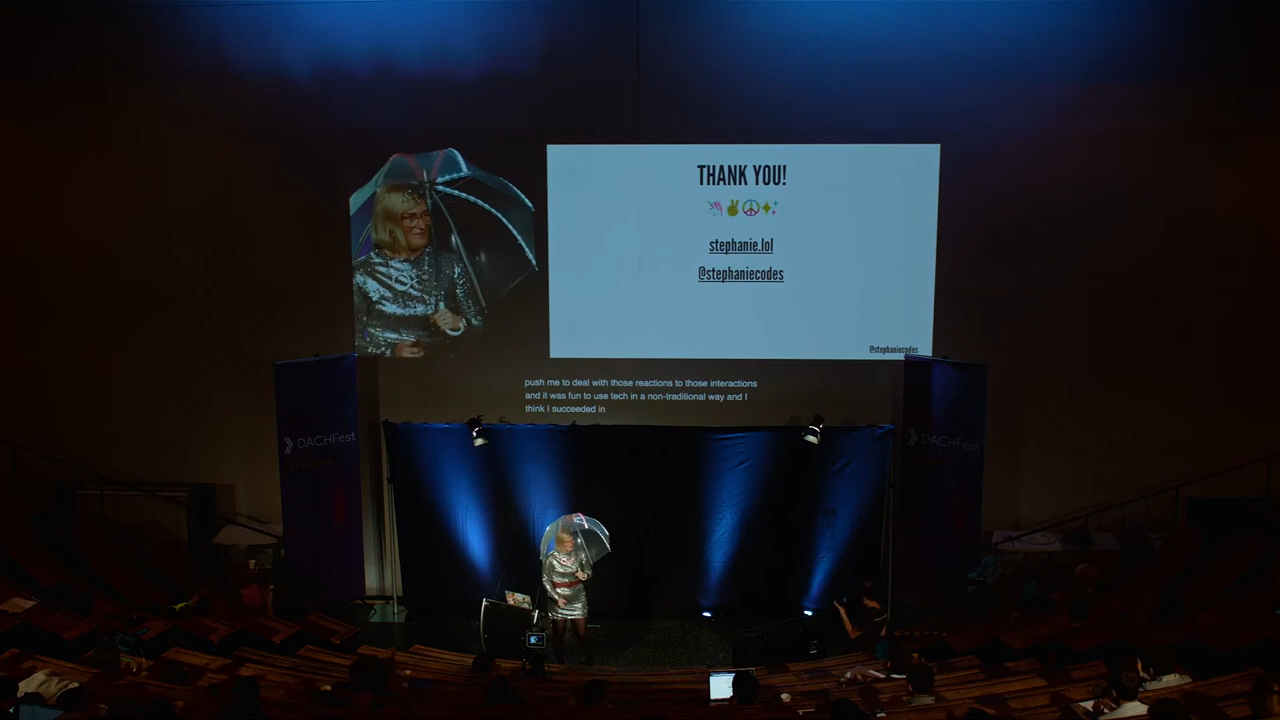 THANK YOU!
🦄✌️☮️✨
stephanie.lol
@stephaniecodes
@stephaniecodes
push me to deal with those reactions to those interactions
and it was fun to use tech in a non-traditional way and I
think I succeeded in
DACHFest
DACHFest